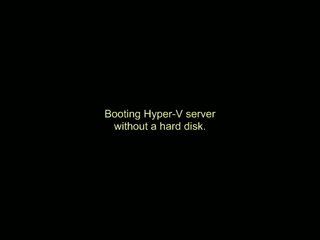 Booting Hyper-V server
without a hard disk.